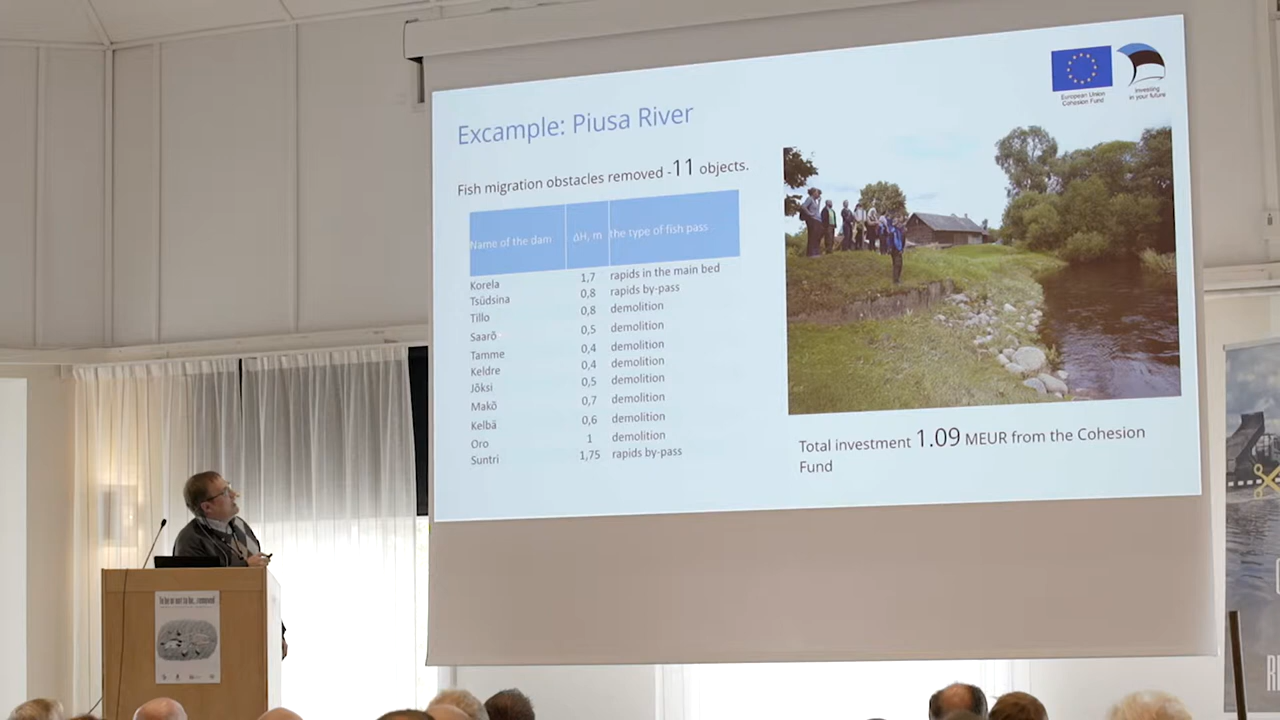 European Union
Cohesion Fund
Investing
in your future
Excample: Piusa River
Fish migration obstacles removed -11 objects.
Name of the dam ΔH, m the type of fish pass
Korela 1,7 rapids in the main bed
Tsüdsina 0,8 rapids by-pass
Tillo 0,8 demolition
Saarõ 0,5 demolition
Tamme 0,4 demolition
Keldre 0,4 demolition
Jõksi 0,5 demolition
Makõ 0,7 demolition
Kelbä 0,6 demolition
Oro 1 demolition
Suntri 1,75 rapids by-pass
Total investment 1.09 MEUR from the Cohesion
Fund